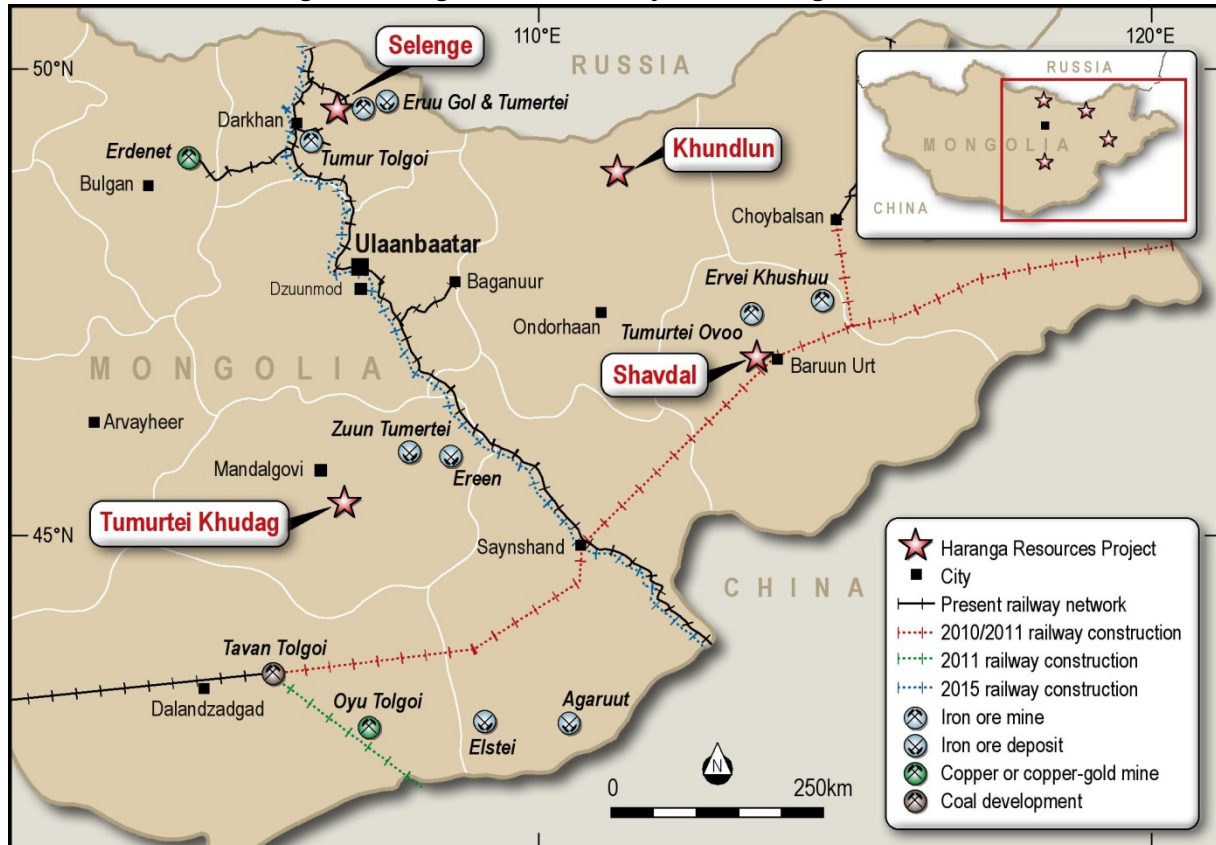 110°E
120°E
50°N
Selenge
RUSSIA
RUSSIA
MONGOLIA
CHINA
Eruu Gol & Tumertei
Darkhan
Erdenet
Tumur Tolgoi
Bulgan
Khundlun
Choybalsan
Ulaanbaatar
Dzuunmod
Baganuur
Ervei Khushuu
Ondorhaan
Tumurtei Ovoo
Shavdal
Baruun Urt
MONGOLIA
Arvayheer
Zuun Tumertei
Mandalgovi
Ereen
Tumurtei Khudag
45°N
Saynshand
CHINA
Tavan Tolgoi
Dalandzadgad
Oyu Tolgoi
Elstei
Agaruut
N
0 250km
Haranga Resources Project
City
Present railway network
2010/2011 railway construction
2011 railway construction
2015 railway construction
Iron ore mine
Iron ore deposit
Copper or copper-gold mine
Coal development